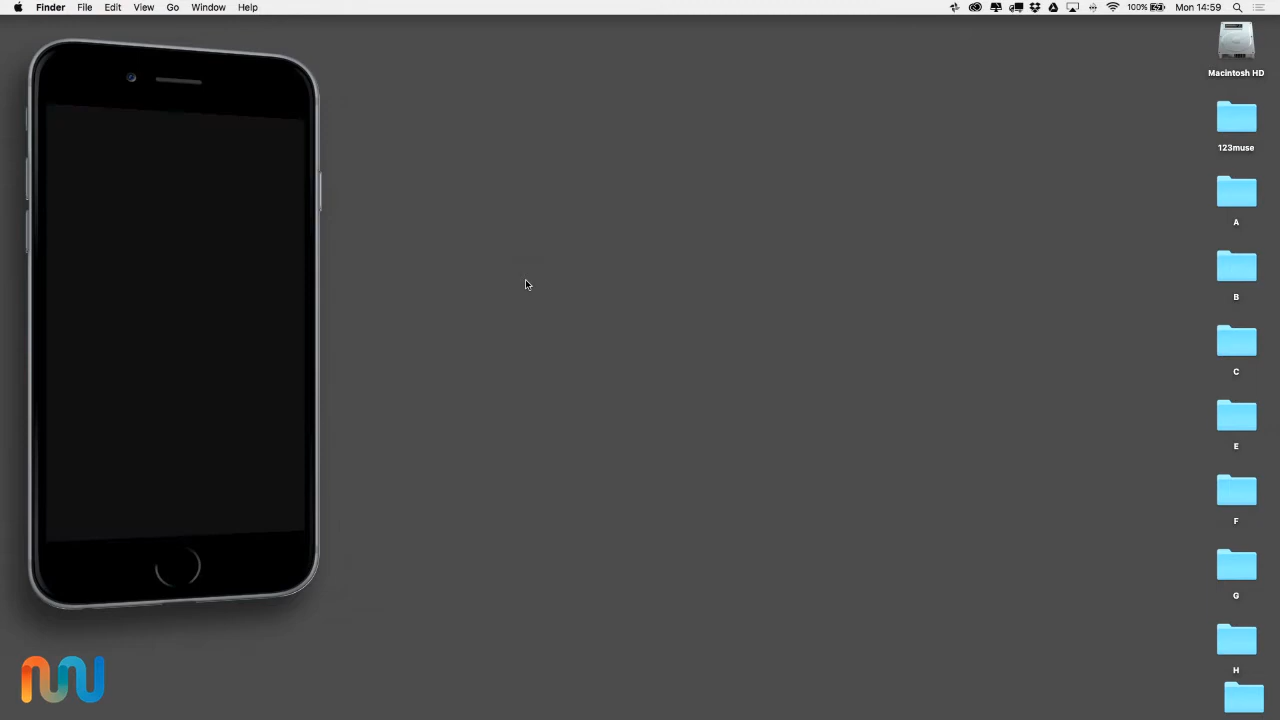 Finder File Edit View Go Window Help 100% Mon 14:59
Macintosh HD
123muse
A
B
C
E
F
G
H